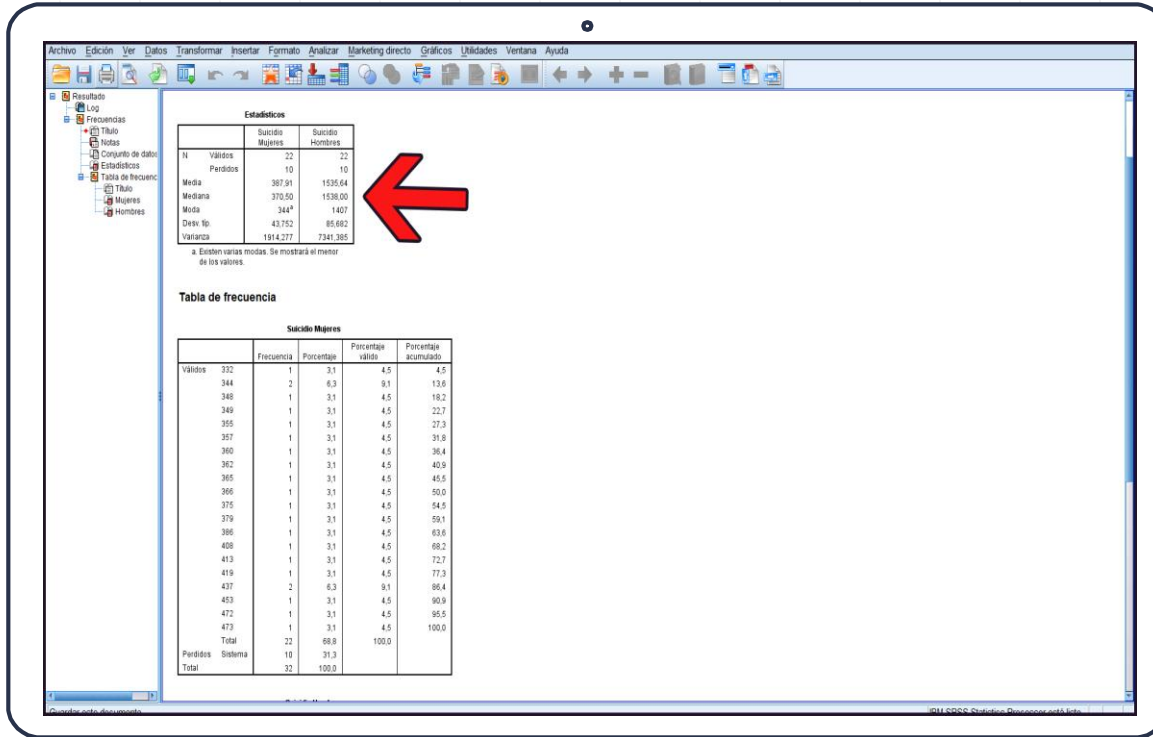 Archivo Edición Ver Datos Transformar Insertar Formato Analizar Marketing directo Gráficos Utilidades Ventana Ayuda
Resultado
Log
Frecuencias
Título
Notas
Conjunto de datos
Estadísticos
Tabla de frecuenc
Título
Mujeres
Hombres
Estadísticos
Suicidio Mujeres Suicidio Hombres
N Válidos 22 22
Perdidos 10 10
Media 387,91 1535,64
Mediana 370,50 1538,00
Moda 344a 1407
Desv. típ. 43,752 85,682
Varianza 1914,277 7341,385
a. Existen varias modas. Se mostrará el menor
de los valores.
Tabla de frecuencia
Suicidio Mujeres
Frecuencia Porcentaje Porcentaje válido Porcentaje acumulado
Válidos 332 1 3,1 4,5 4,5
344 2 6,3 9,1 13,6
348 1 3,1 4,5 18,2
349 1 3,1 4,5 22,7
355 1 3,1 4,5 27,3
357 1 3,1 4,5 31,8
360 1 3,1 4,5 36,4
362 1 3,1 4,5 40,9
365 1 3,1 4,5 45,5
366 1 3,1 4,5 50,0
375 1 3,1 4,5 54,5
379 1 3,1 4,5 59,1
386 1 3,1 4,5 63,6
408 1 3,1 4,5 68,2
413 1 3,1 4,5 72,7
419 1 3,1 4,5 77,3
437 2 6,3 9,1 86,4
453 1 3,1 4,5 90,9
472 1 3,1 4,5 95,5
473 1 3,1 4,5 100,0
Total 22 68,8 100,0
Perdidos Sistema 10 31,3
Total 32 100,0
Guardar este documento IBM SPSS Statistics Processor está listo